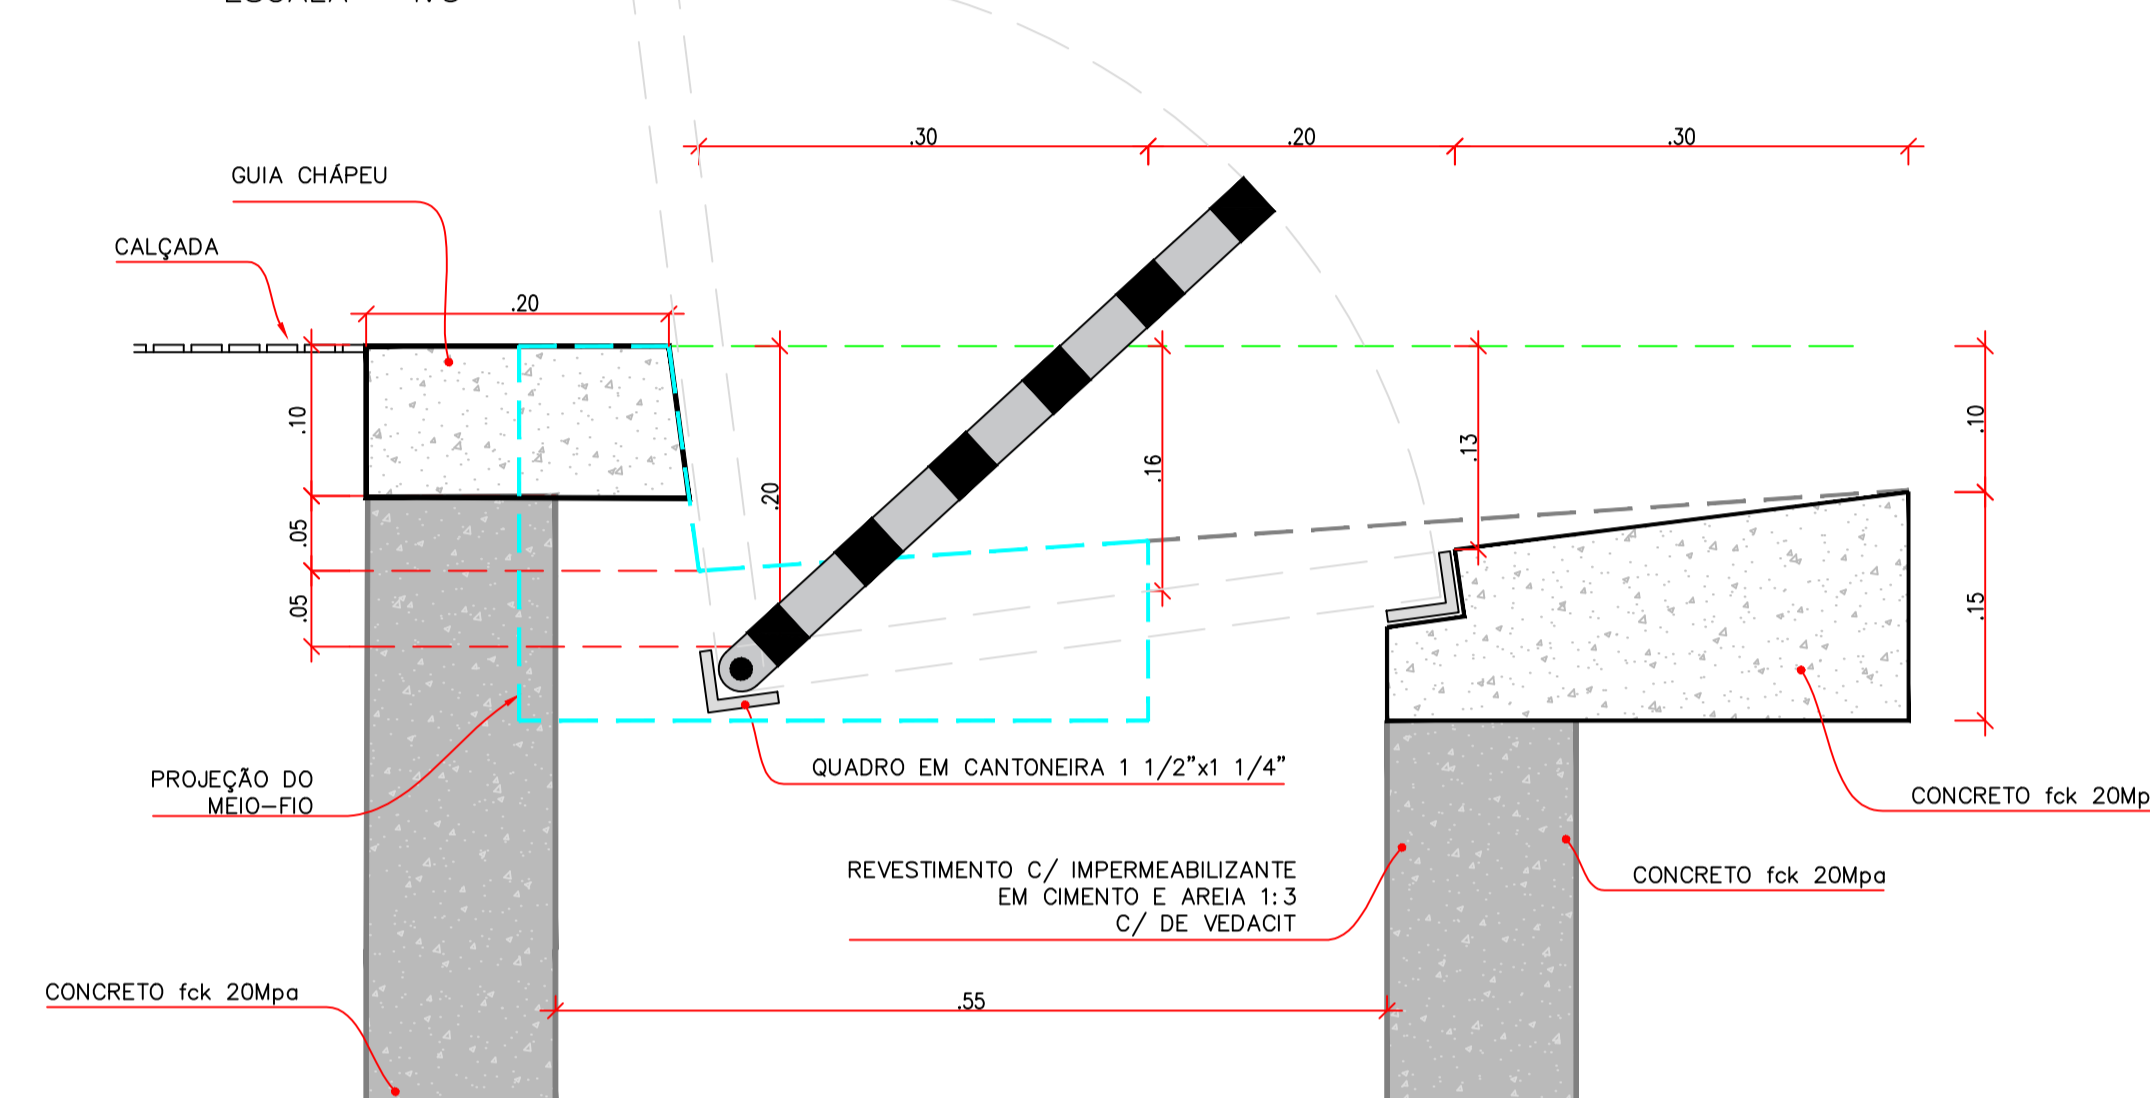 .30
.20
.30
GUIA CHÁPEU
CALÇADA
.20
.10
.05
.05
.20
.16
.13
.10
.15
QUADRO EM CANTONEIRA 1 1/2"x1 1/4"
PROJEÇÃO DO
MEIO-FIO
CONCRETO fck 20Mp
REVESTIMENTO C/ IMPERMEABILIZANTE
EM CIMENTO E AREIA 1:3
C/ DE VEDACIT
CONCRETO fck 20Mpa
CONCRETO fck 20Mpa
.55